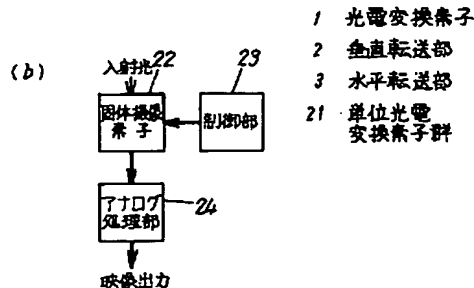 (b)
入射光
22
23
固体撮像
素子
制御部
アナログ
処理部
24
映像出力
1 光電変換素子
2 垂直転送部
3 水平転送部
21 単位光電
変換素子群